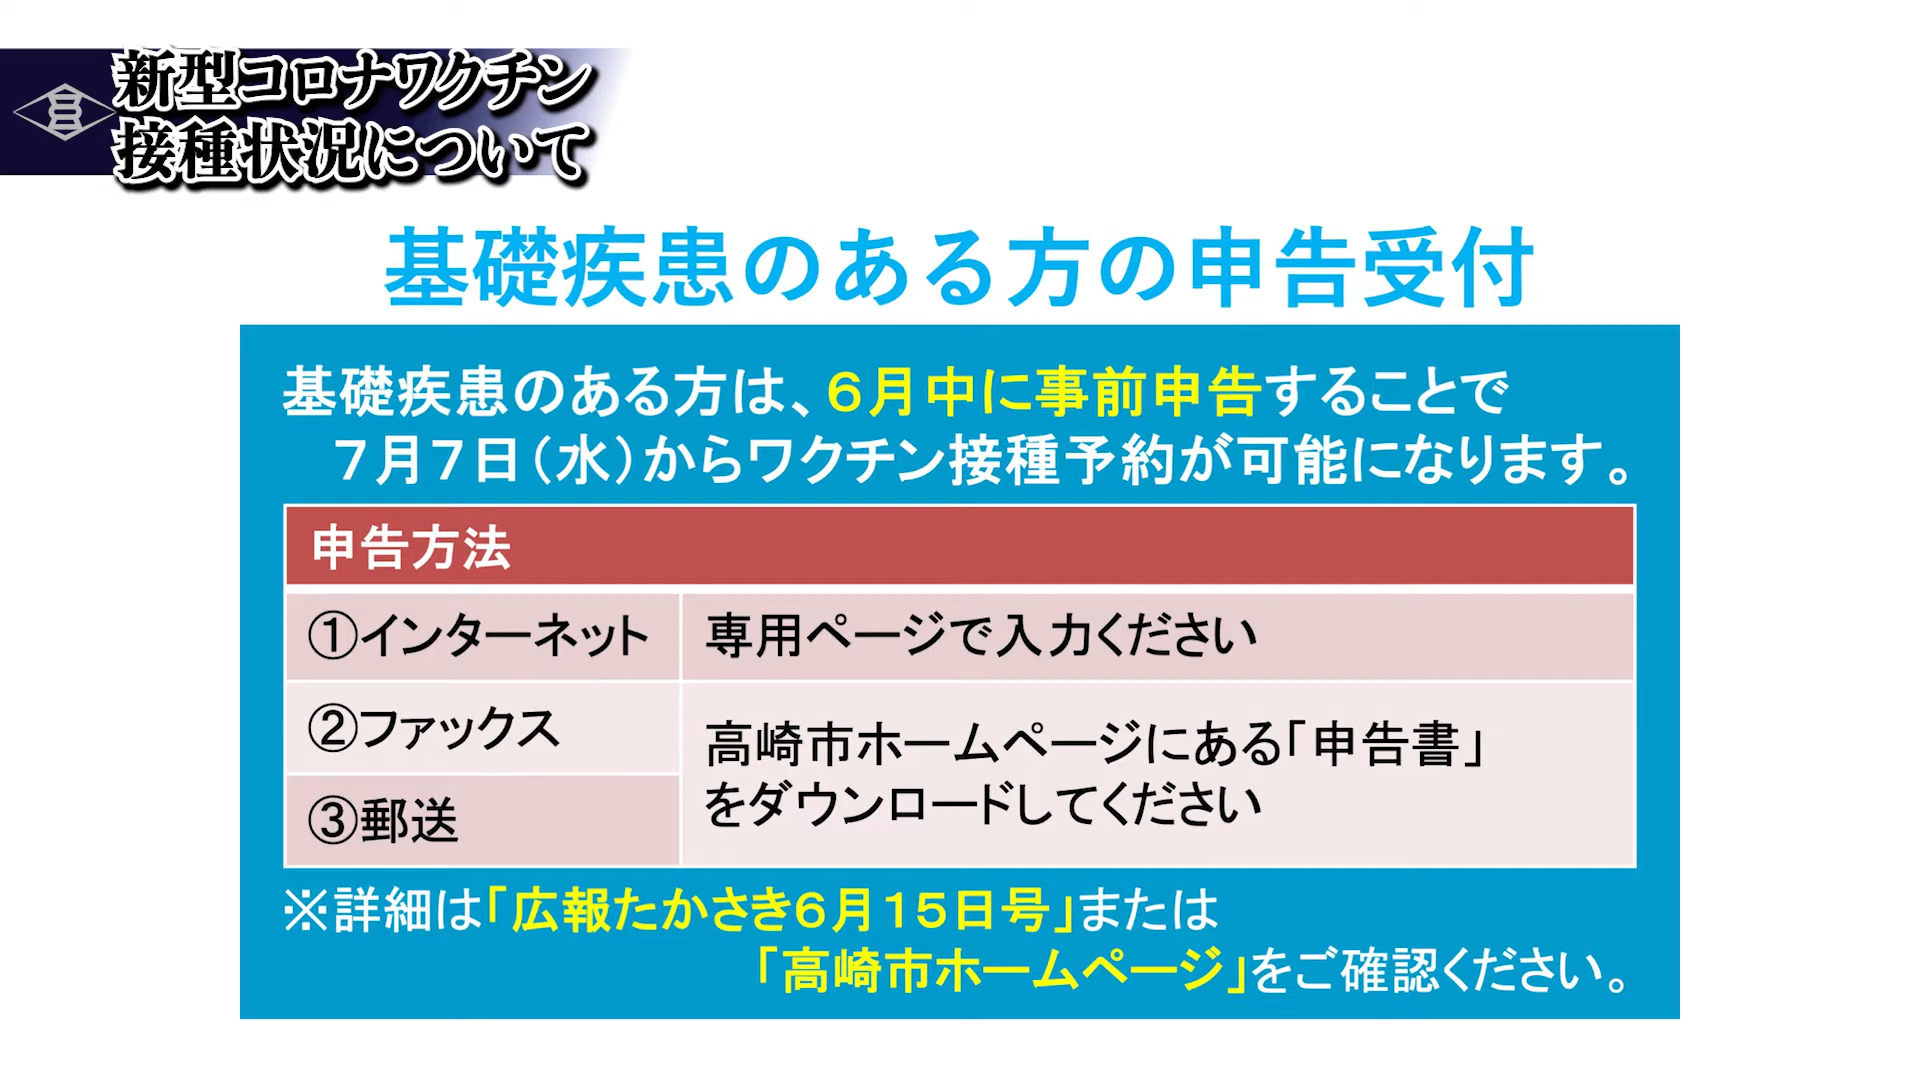 新型コロナワクチン
接種状況について
基礎疾患のある方の申告受付
基礎疾患のある方は、６月中に事前申告することで
７月７日（水）からワクチン接種予約が可能になります。
申告方法
①インターネット
専用ページで入力ください
②ファックス
③郵送
高崎市ホームページにある「申告書」
をダウンロードしてください
※詳細は「広報たかさき６月１５日号」または
「高崎市ホームページ」をご確認ください。